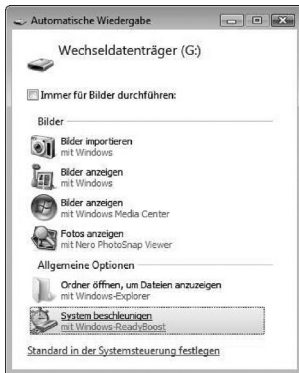 Automatische Wiedergabe
Wechseldatenträger (G:)
Immer für Bilder durchführen:
Bilder
Bilder importieren
mit Windows
Bilder anzeigen
mit Windows
Bilder anzeigen
mit Windows Media Center
Fotos anzeigen
mit Nero PhotoSnap Viewer
Allgemeine Optionen
Ordner öffnen, um Dateien anzuzeigen
mit Windows-Explorer
System beschleunigen
mit Windows-ReadyBoost
Standard in der Systemsteuerung festlegen